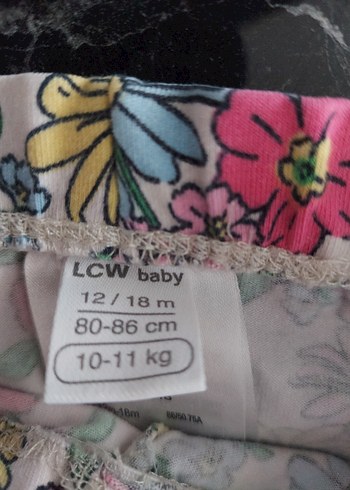 LCW baby
12 / 18 m
80-86 cm
10-11 kg